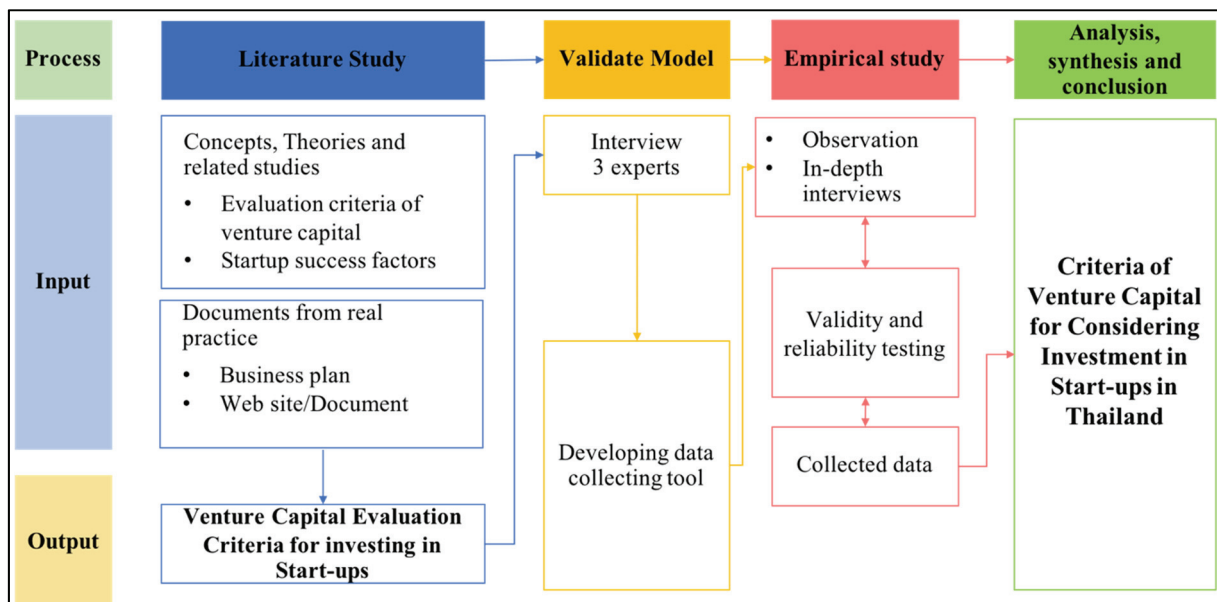 Process
Literature Study
Validate Model
Empirical study
Analysis,
synthesis and
conclusion
Input
Concepts, Theories and
related studies
• Evaluation criteria of
venture capital
• Startup success factors
Documents from real
practice
• Business plan
• Web site/Document
Interview
3 experts
Developing data
collecting tool
• Observation
• In-depth
interviews
Validity and
reliability testing
Collected data
Criteria of
Venture Capital
for Considering
Investment in
Start-ups in
Thailand
Output
Venture Capital Evaluation
Criteria for investing in
Start-ups